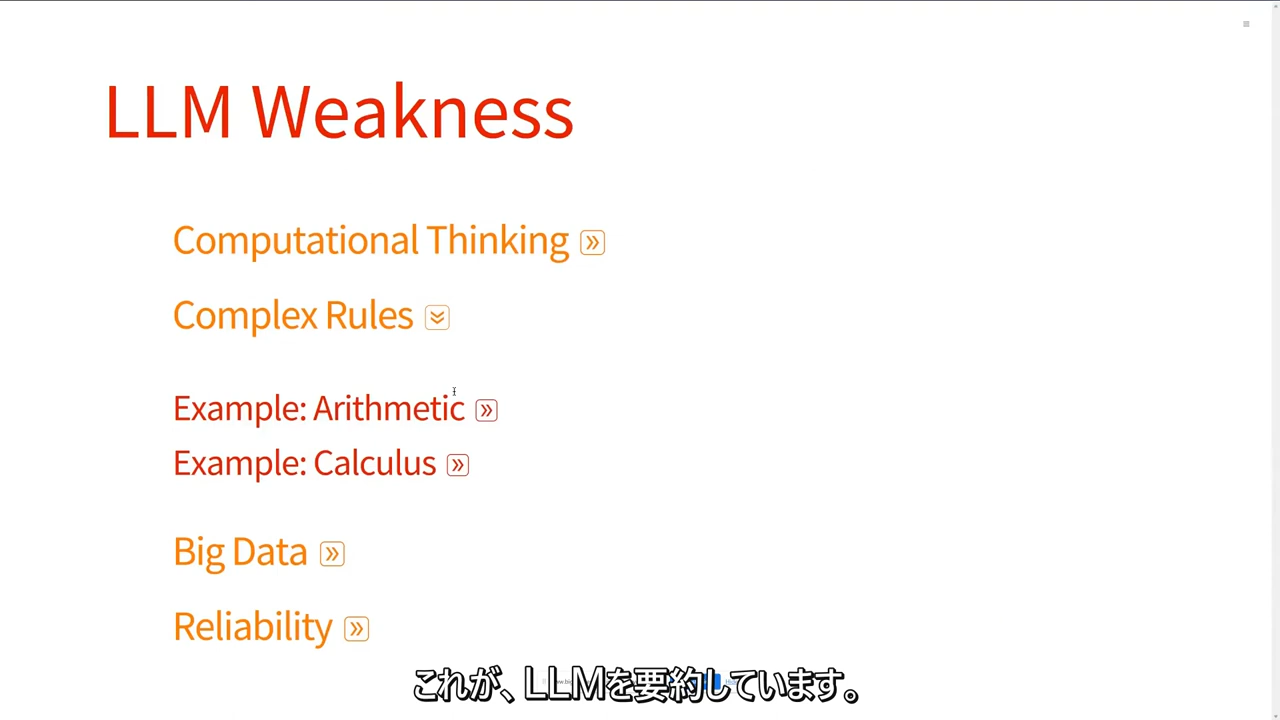 LLM Weakness
Computational Thinking
Complex Rules
Example: Arithmetic
Example: Calculus
Big Data
Reliability
これが、LLMを要約しています。